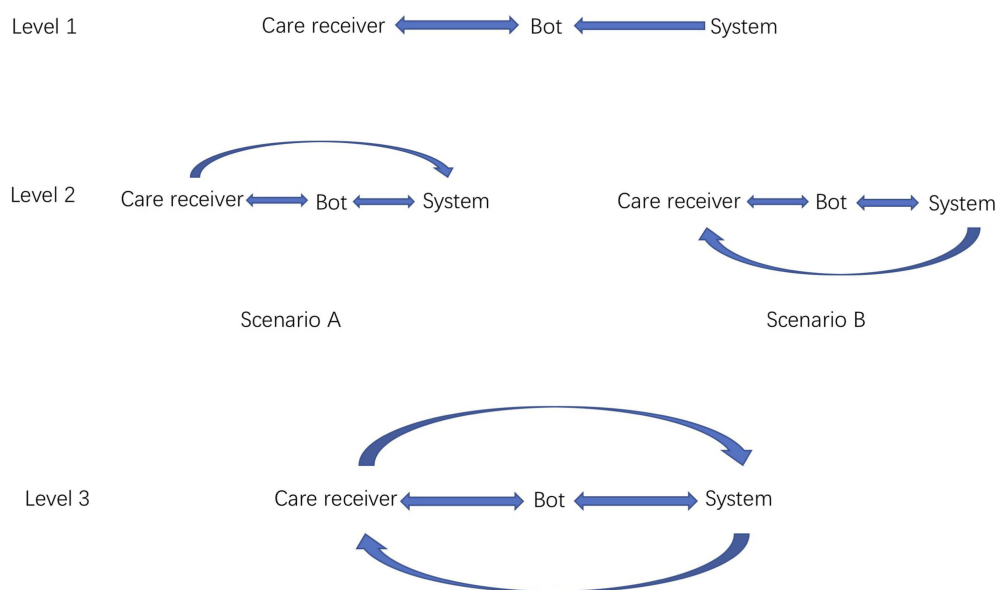 Level 1 Care receiver Bot System
Level 2 Care receiver Bot System Care receiver Bot System
Scenario A Scenario B
Level 3 Care receiver Bot System